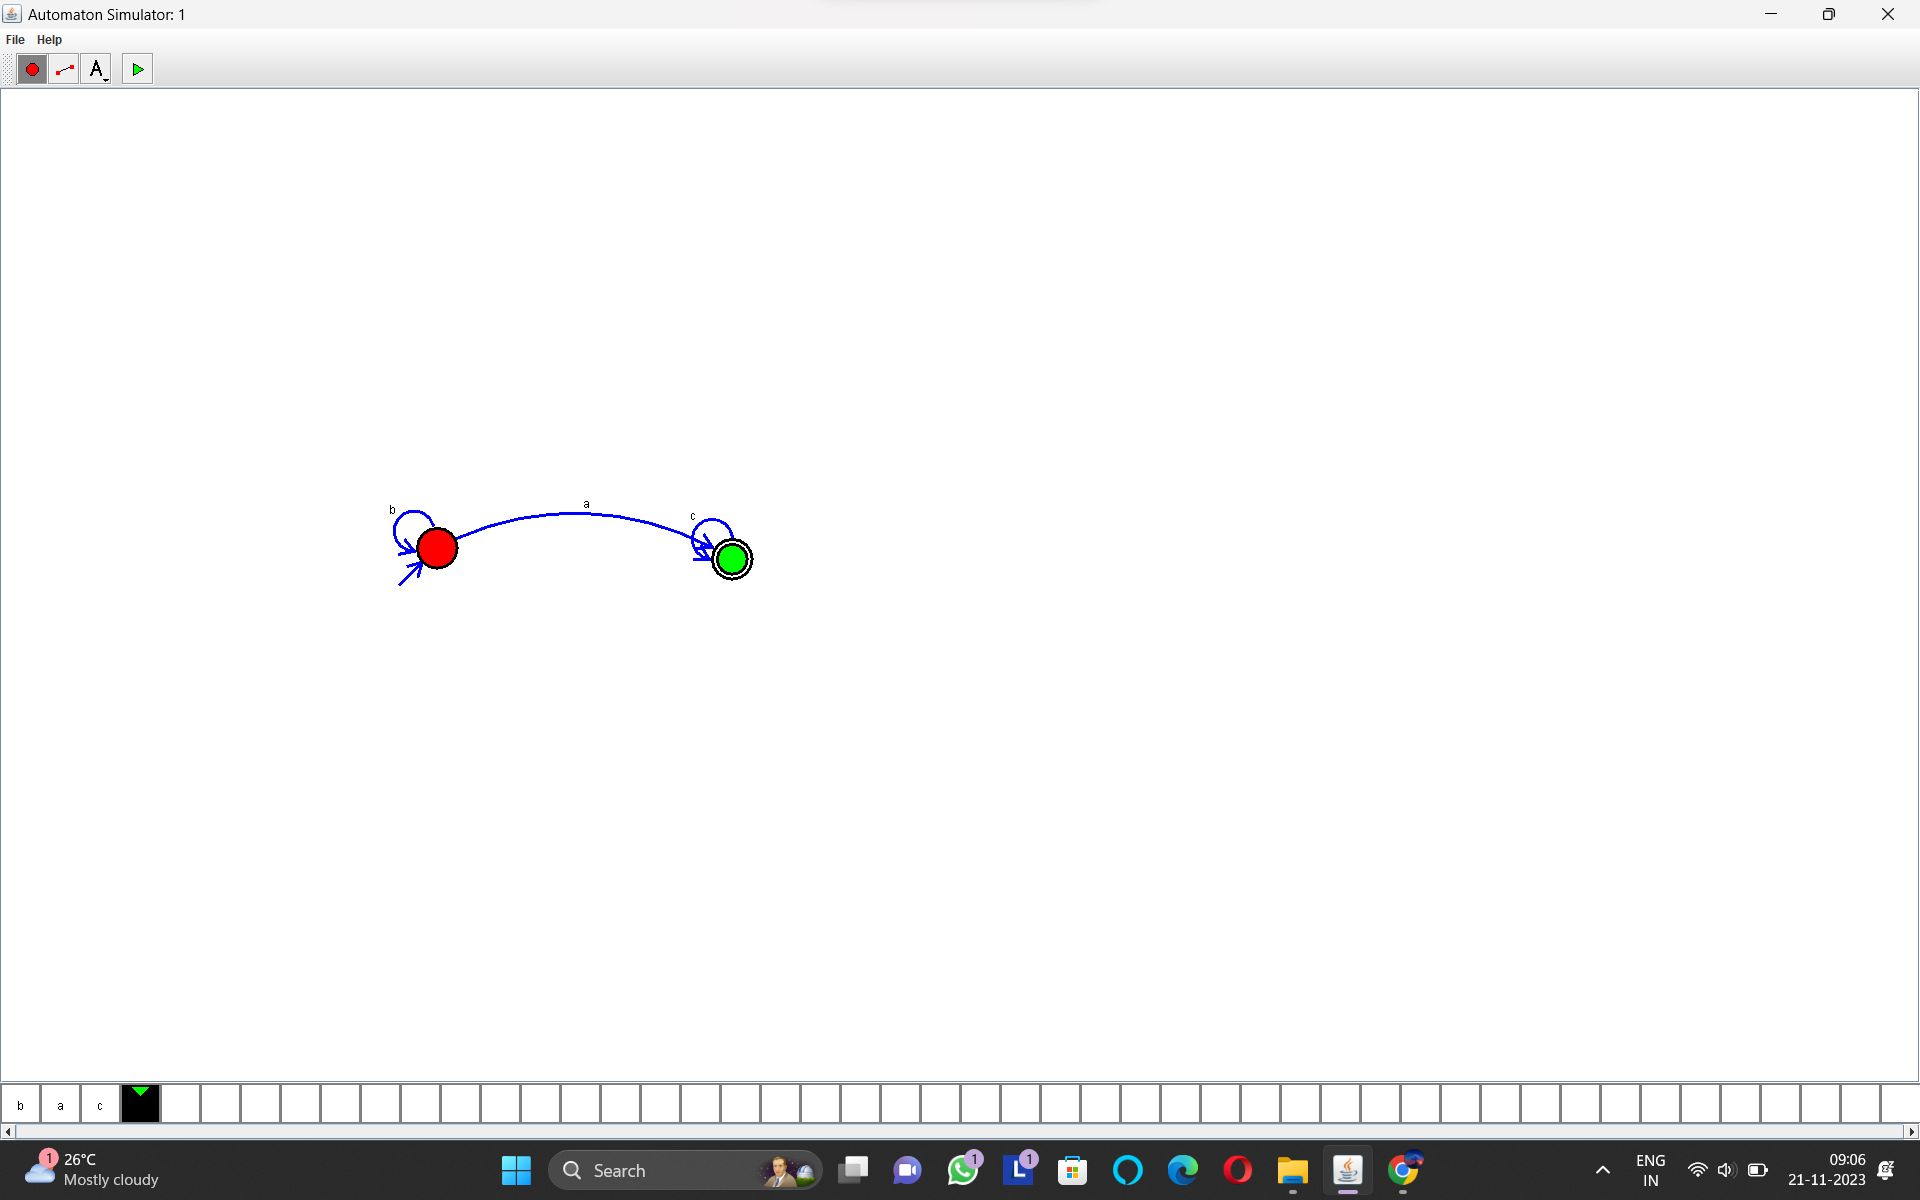 Automaton Simulator: 1
File Help
A
b
a
c
b a c
1
26°C
Mostly cloudy
Search
1
L 1
ENG
IN
09:06
21-11-2023